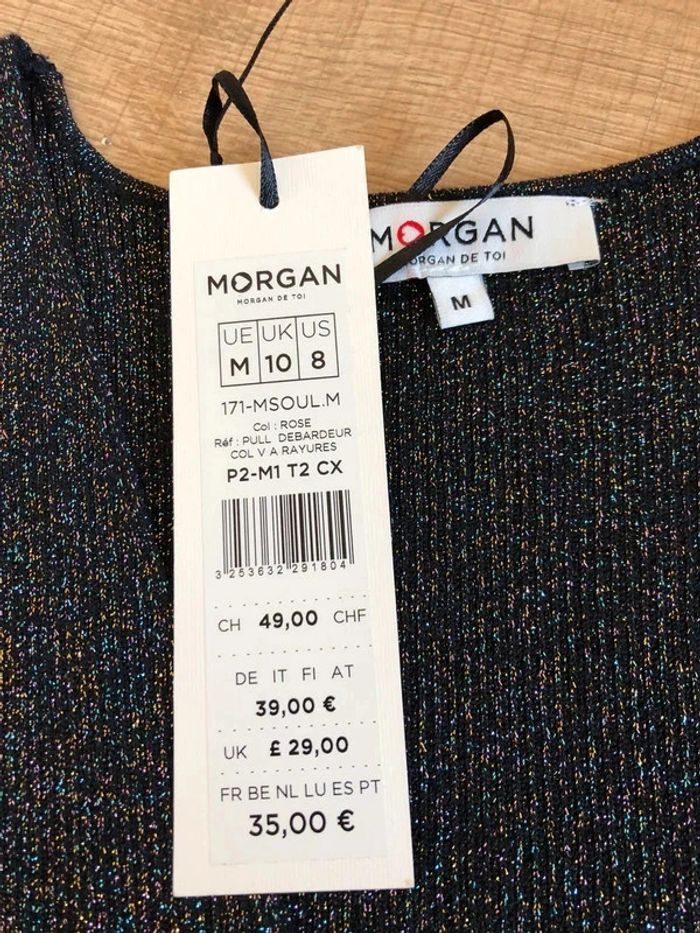 MORGAN
MORGAN DE TOI
UE UK US
M 10 8
171-MSOUL.M
Col : ROSE
Réf : PULL DEBARDEUR
COL V A RAYURES
P2-M1 T2 CX
3 253632 291804
CH 49,00 CHF
DE IT FI AT
39,00 €
UK £ 29,00
FR BE NL LU ES PT
35,00 €
MORGAN
ORGAN DE TOI
M